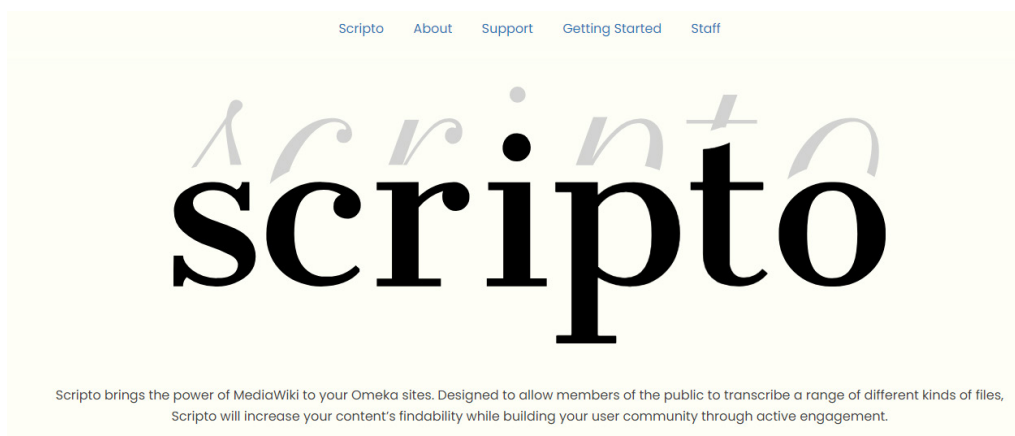 Scripto About Support Getting Started Staff
scripto
scripto
Scripto brings the power of MediaWiki to your Omeka sites. Designed to allow members of the public to transcribe a range of different kinds of files,
Scripto will increase your content’s findability while building your user community through active engagement.